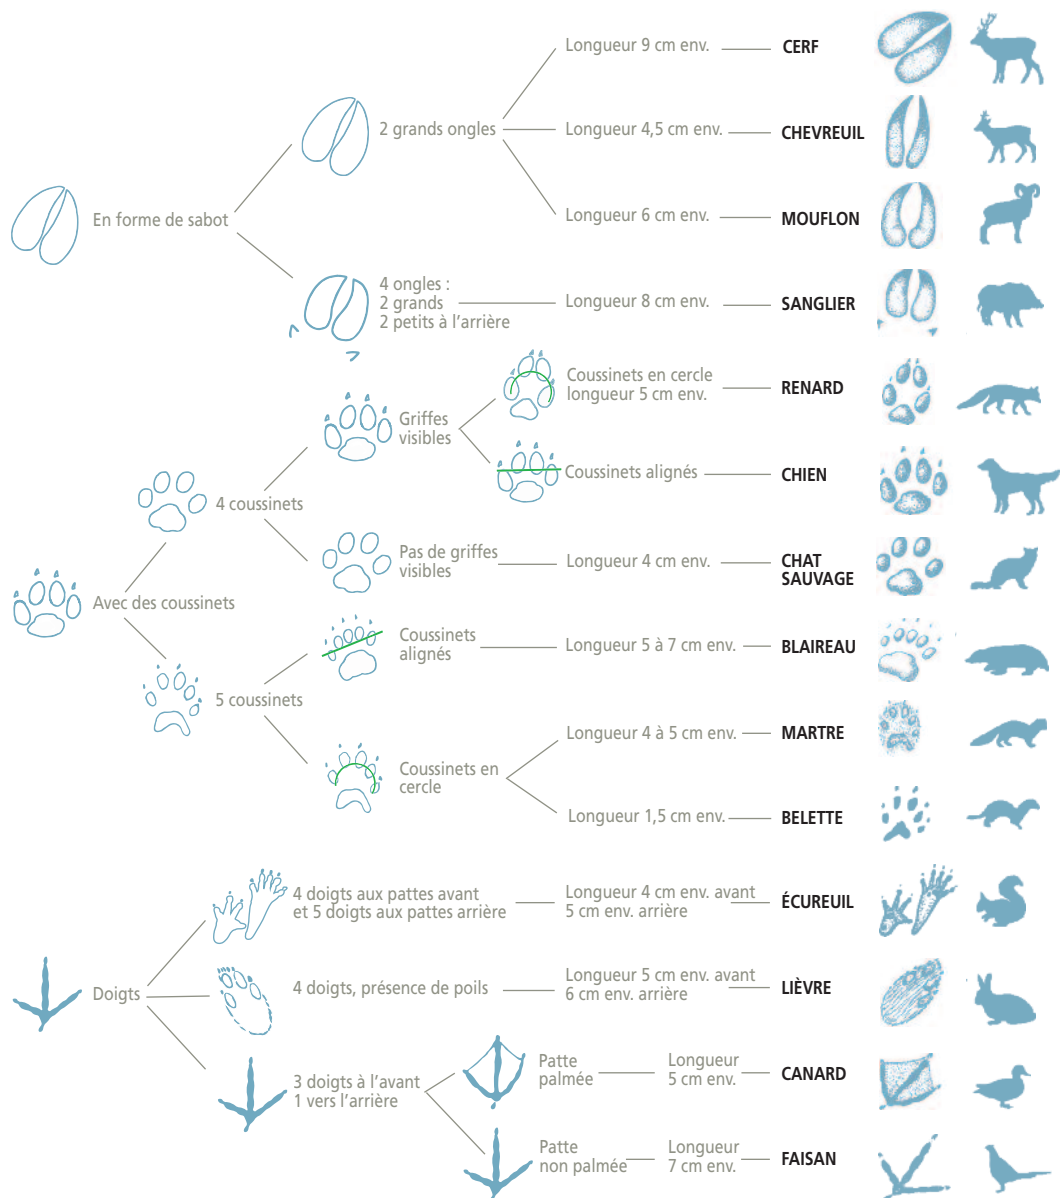 En forme de sabot
2 grands ongles
Longueur 9 cm env.
CERF
Longueur 4,5 cm env.
CHEVREUIL
Longueur 6 cm env.
MOUFLON
4 ongles :
2 grands
2 petits à l’arrière
Longueur 8 cm env.
SANGLIER
Avec des coussinets
4 coussinets
Griffes
visibles
Coussinets en cercle
longueur 5 cm env.
RENARD
Coussinets alignés
CHIEN
Pas de griffes
visibles
Longueur 4 cm env.
CHAT
SAUVAGE
5 coussinets
Coussinets
alignés
Longueur 5 à 7 cm env.
BLAIREAU
Coussinets en
cercle
Longueur 4 à 5 cm env.
MARTRE
Longueur 1,5 cm env.
BELETTE
Doigts
4 doigts aux pattes avant
et 5 doigts aux pattes arrière
Longueur 4 cm env. avant
5 cm env. arrière
ÉCUREUIL
4 doigts, présence de poils
Longueur 5 cm env. avant
6 cm env. arrière
LIÈVRE
3 doigts à l’avant
1 vers l’arrière
Patte
palmée
Longueur
5 cm env.
CANARD
Patte
non palmée
Longueur
7 cm env.
FAISAN